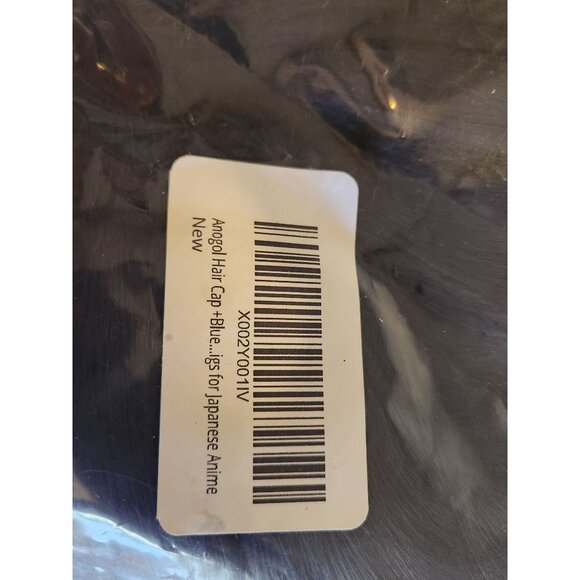 X002Y001IV
Anogol Hair Cap +Blue...igs for Japanese Anime
New